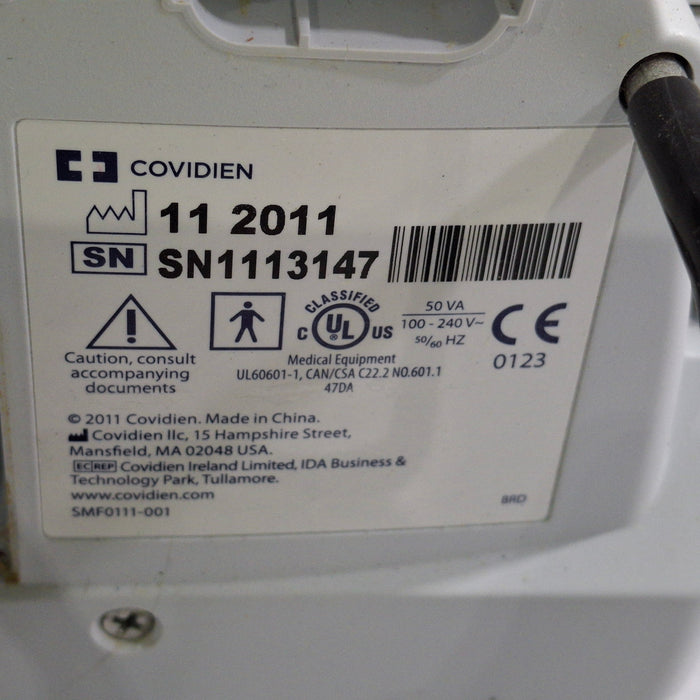 COVIDIEN
11 2011
SN SN1113147
CLASSIFIED
C UL ® US
50 VA
100 - 240 V~
50/60 HZ
CE
0123
Caution, consult
accompanying
documents
Medical Equipment
UL60601-1, CAN/CSA C22.2 NO.601.1
47DA
© 2011 Covidien. Made in China.
Covidien llc, 15 Hampshire Street,
Mansfield, MA 02048 USA.
EC REP Covidien Ireland Limited, IDA Business &
Technology Park, Tullamore.
www.covidien.com
SMF0111-001
BRD